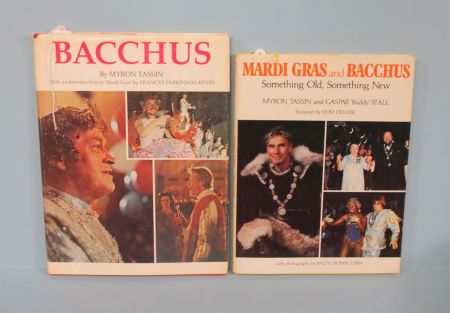 BACCHUS
By MYRON TASSIN
With an Introduction to Mardi Gras by FRANCES PARKINSON KEYES
MARDI GRAS and BACCHUS
Something Old, Something New
MYRON TASSIN and GASPAR 'Buddy' STALL
Foreword by DOM DELUISE
with photographs by RALPH ROMAGUERA